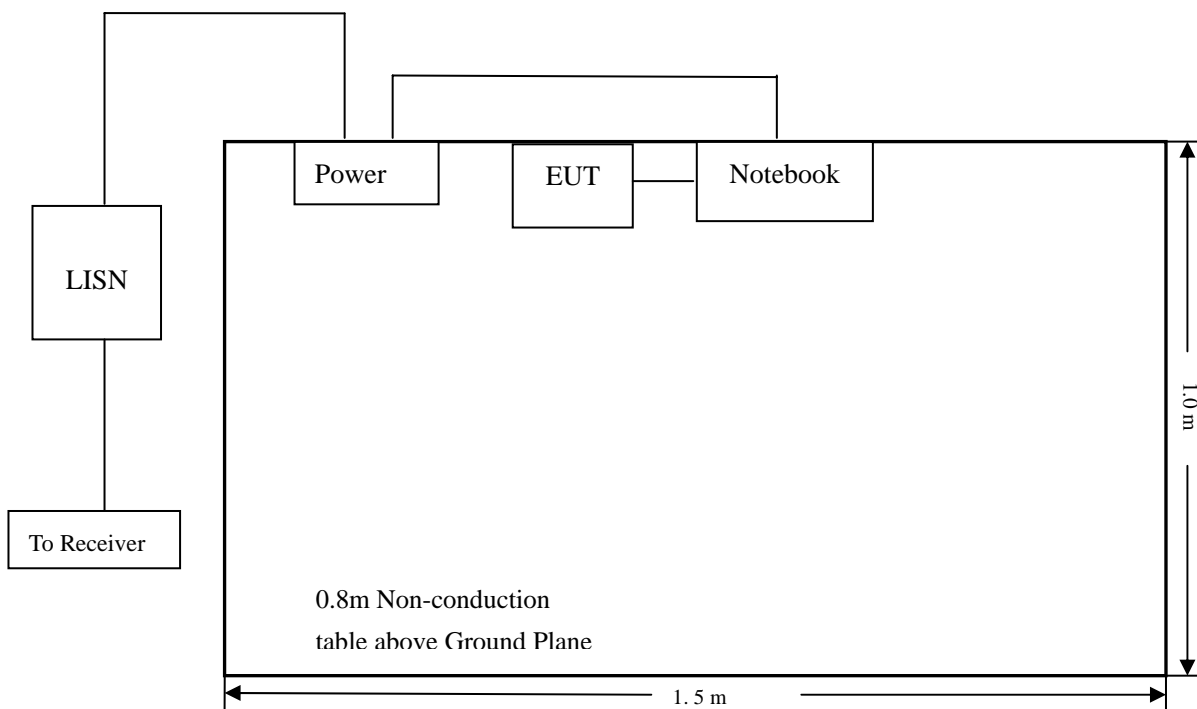 Power
EUT
Notebook
LISN
1.0 m
To Receiver
0.8m Non-conduction
table above Ground Plane
1. 5 m